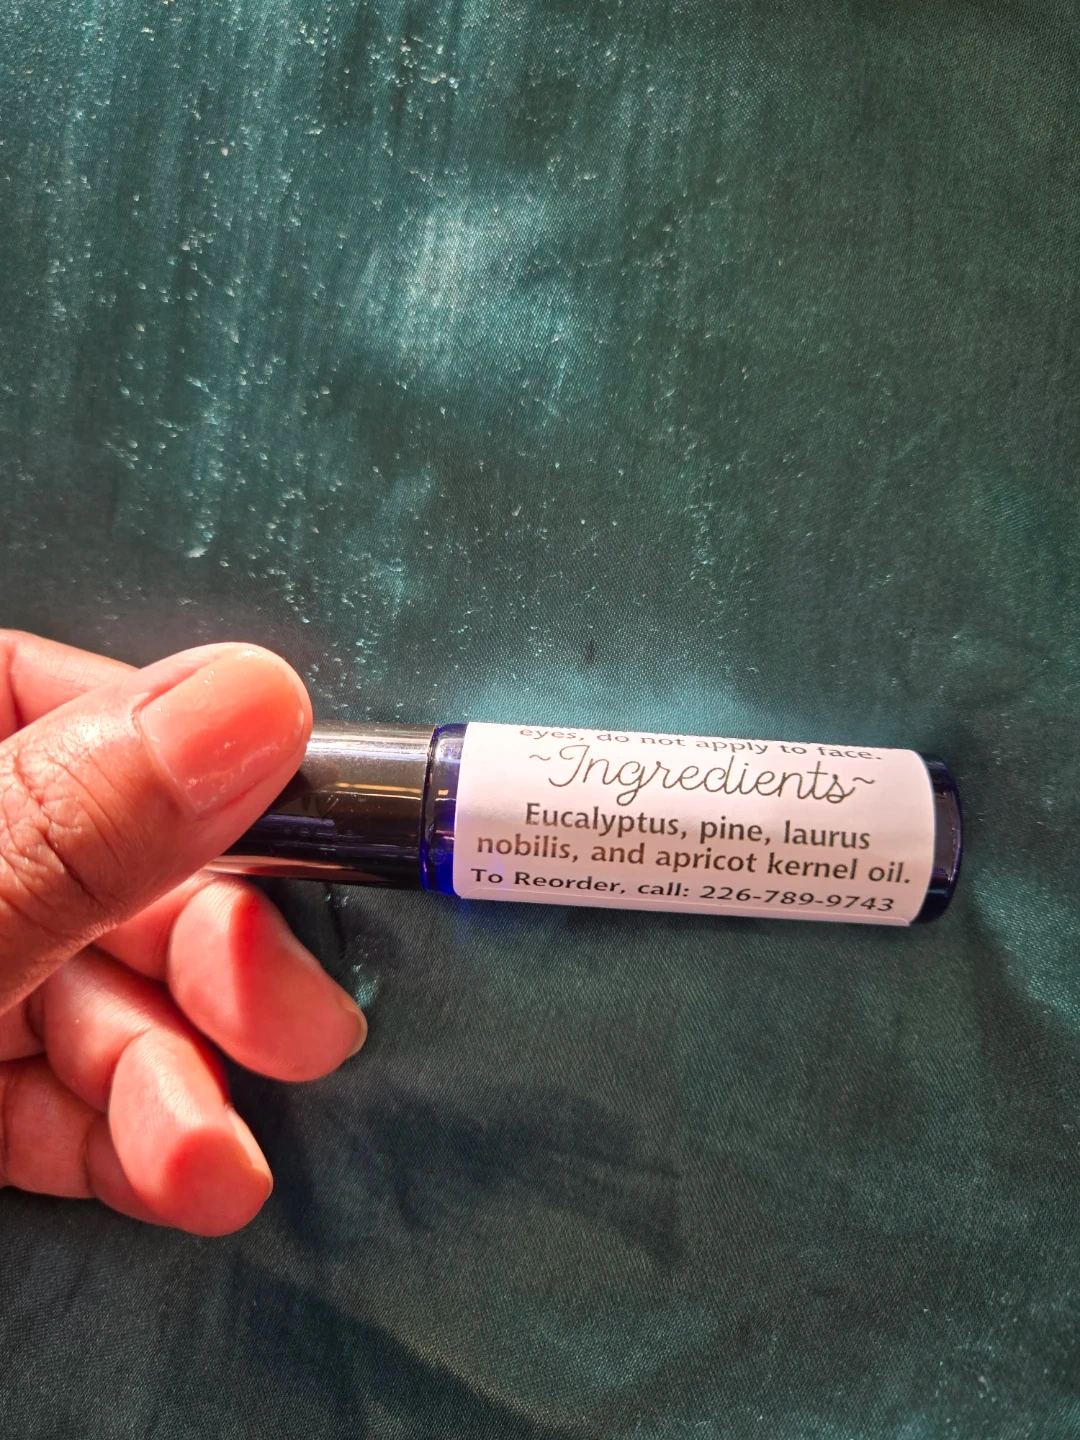 eyes, do not apply to face.
~Ingredients~
Eucalyptus, pine, laurus
nobilis, and apricot kernel oil.
To Reorder, call: 226-789-9743